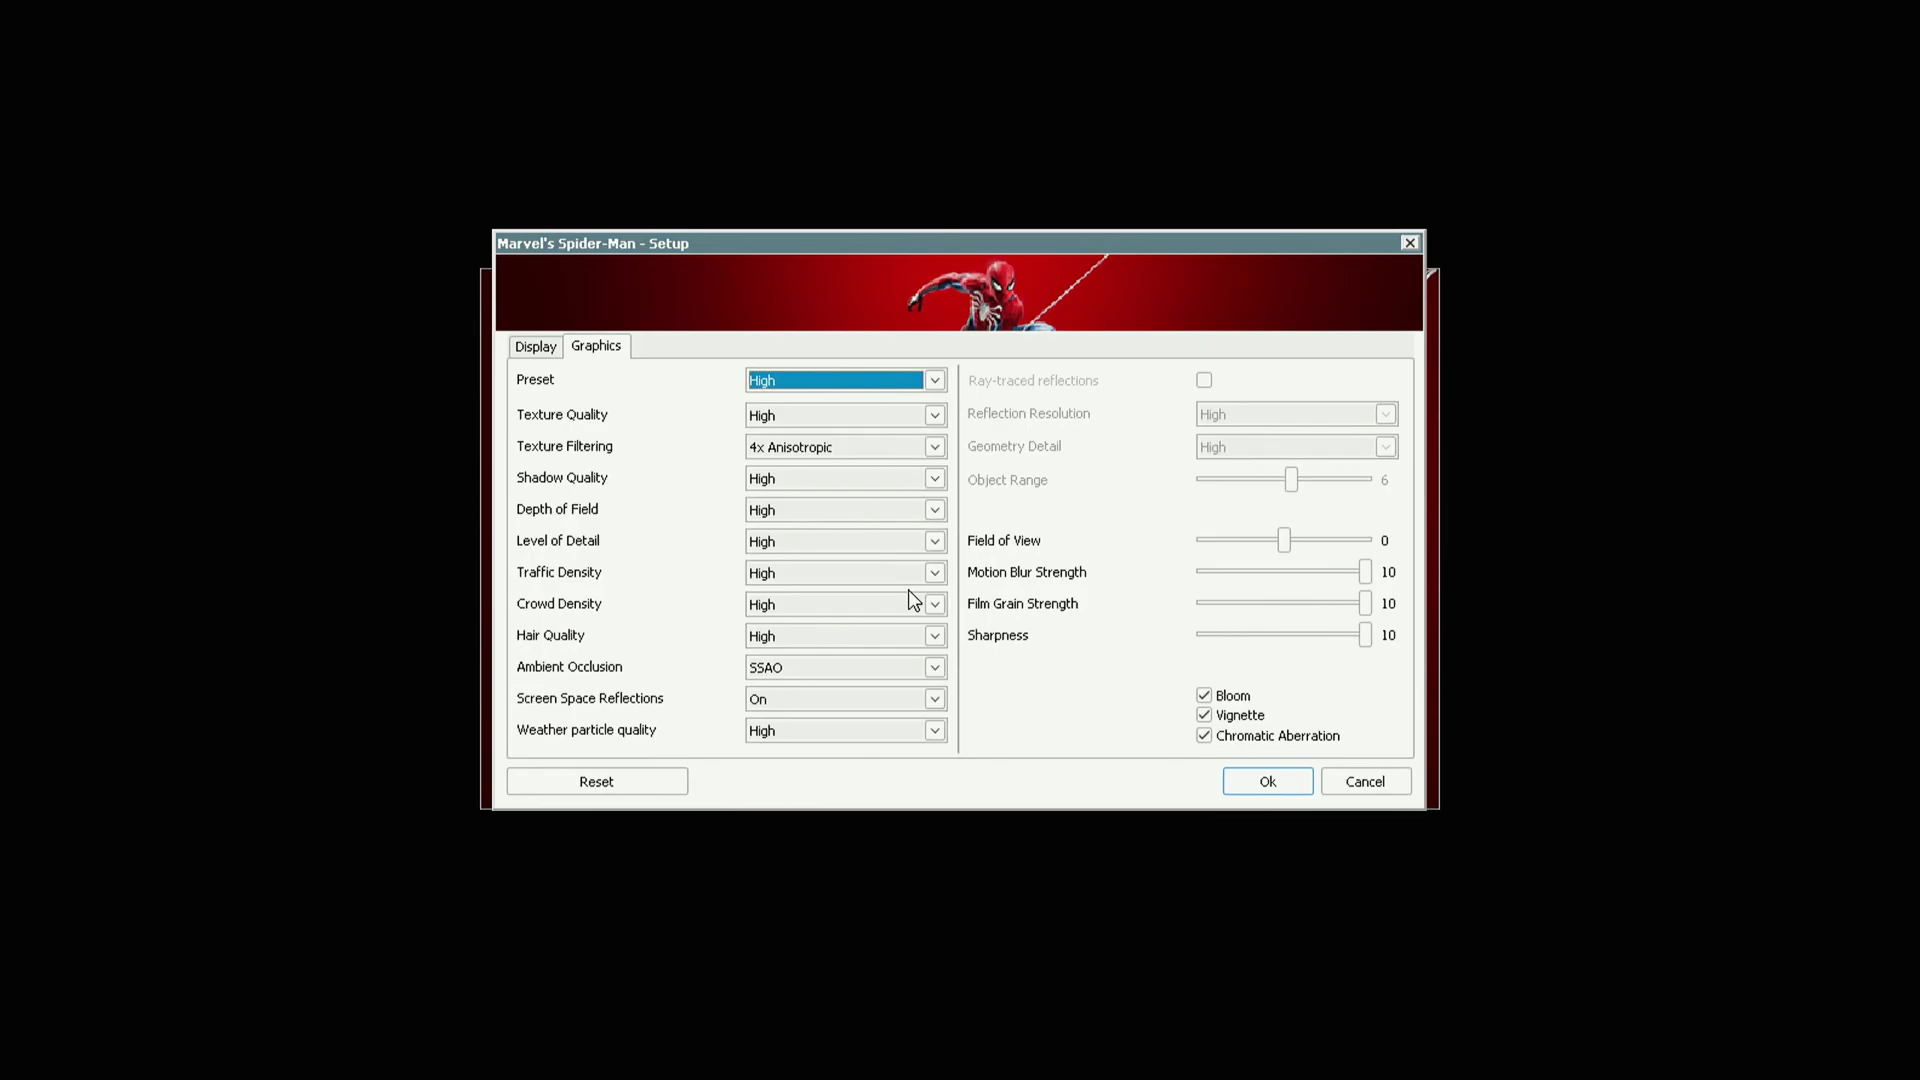 Marvel's Spider-Man - Setup
Display
Graphics
Preset
High
Texture Quality
High
Texture Filtering
4x Anisotropic
Shadow Quality
High
Depth of Field
High
Level of Detail
High
Traffic Density
High
Crowd Density
High
Hair Quality
High
Ambient Occlusion
SSAO
Screen Space Reflections
On
Weather particle quality
High
Ray-traced reflections
Reflection Resolution
High
Geometry Detail
High
Object Range
6
Field of View
0
Motion Blur Strength
10
Film Grain Strength
10
Sharpness
10
Bloom
Vignette
Chromatic Aberration
Reset
Ok
Cancel